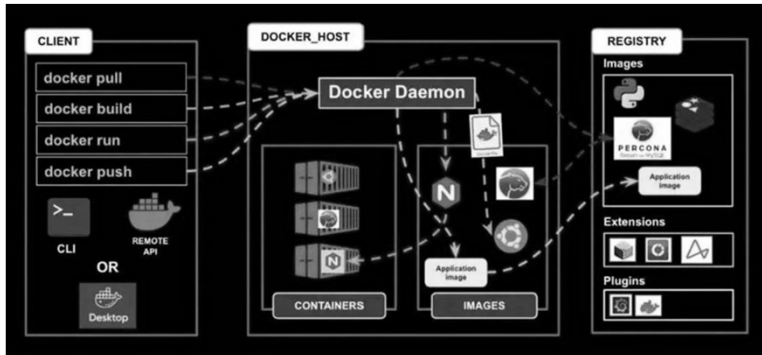 CLIENT
docker pull
docker build
docker run
docker push
>_
CLI
REMOTE
API
OR
Desktop
DOCKER_HOST
Docker Daemon
N
N
Application
image
CONTAINERS
IMAGES
REGISTRY
Images
PERCONA
Application
image
Extensions
Plugins